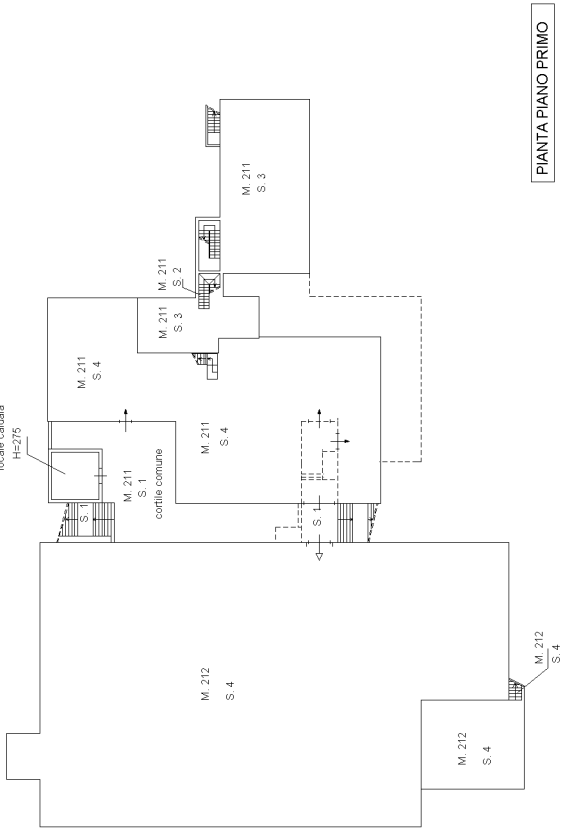 PIANTA PIANO PRIMO
M. 211
S. 3
M. 211
S. 2
M. 211
S. 3
M. 211
S. 4
M. 211
S. 4
locale caldaia
H=275
M. 211
S. 1
cortile comune
S. 1
S. 1
M. 212
S. 4
M. 212
S. 4
M. 212
S. 4